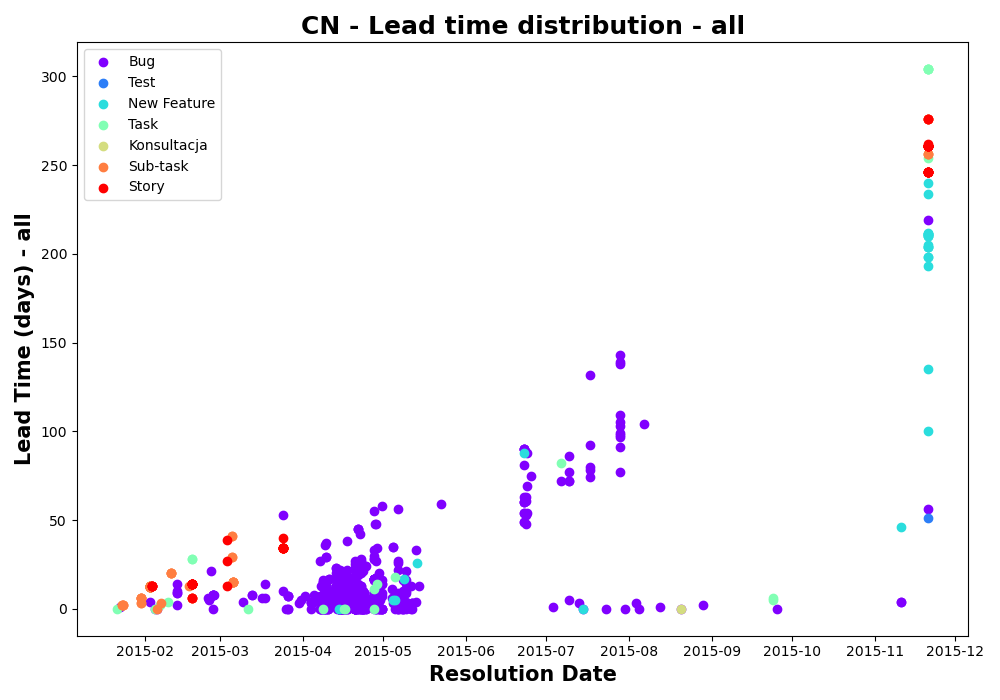 CN - Lead time distribution - all
Bug
Test
New Feature
Task
Konsultacja
Sub-task
Story
Lead Time (days) - all
300
250
200
150
100
50
0
2015-02 2015-03 2015-04 2015-05 2015-06 2015-07 2015-08 2015-09 2015-10 2015-11 2015-12
Resolution Date